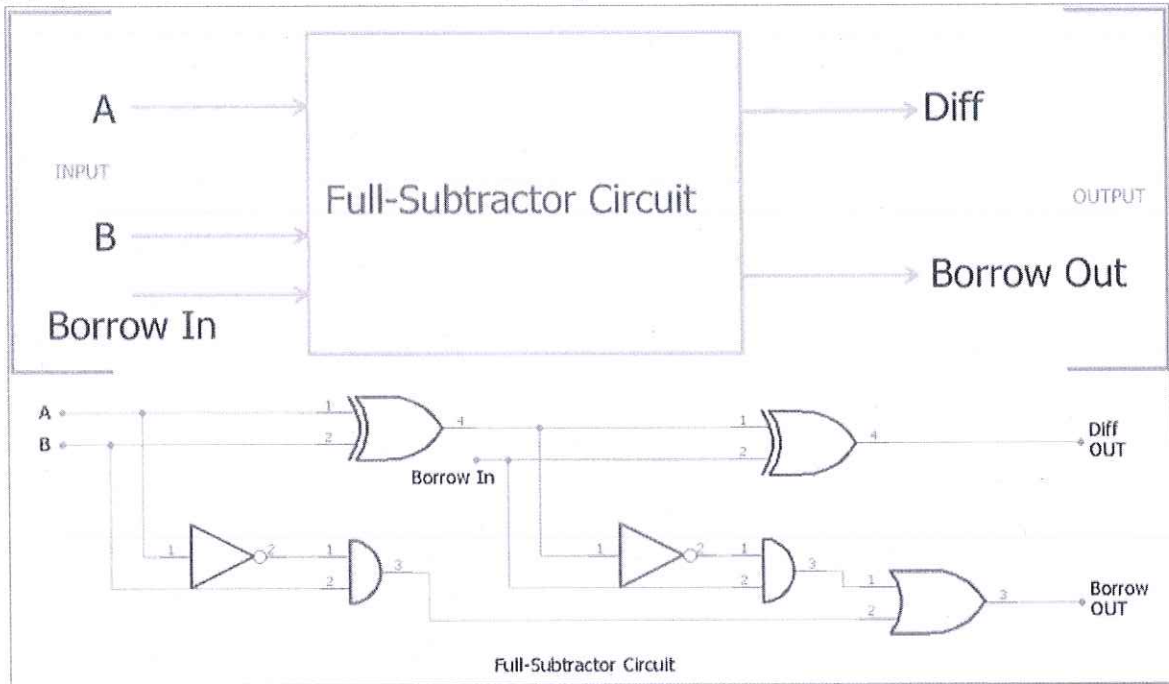 A
Diff
INPUT
OUTPUT
Full-Subtractor Circuit
B
Borrow Out
Borrow In
A
1
4
1
B
2
2
4
Diff
OUT
Borrow In
1
2
1
3
2
1
2
1
3
2
1
2
3
Borrow
OUT
Full-Subtractor Circuit